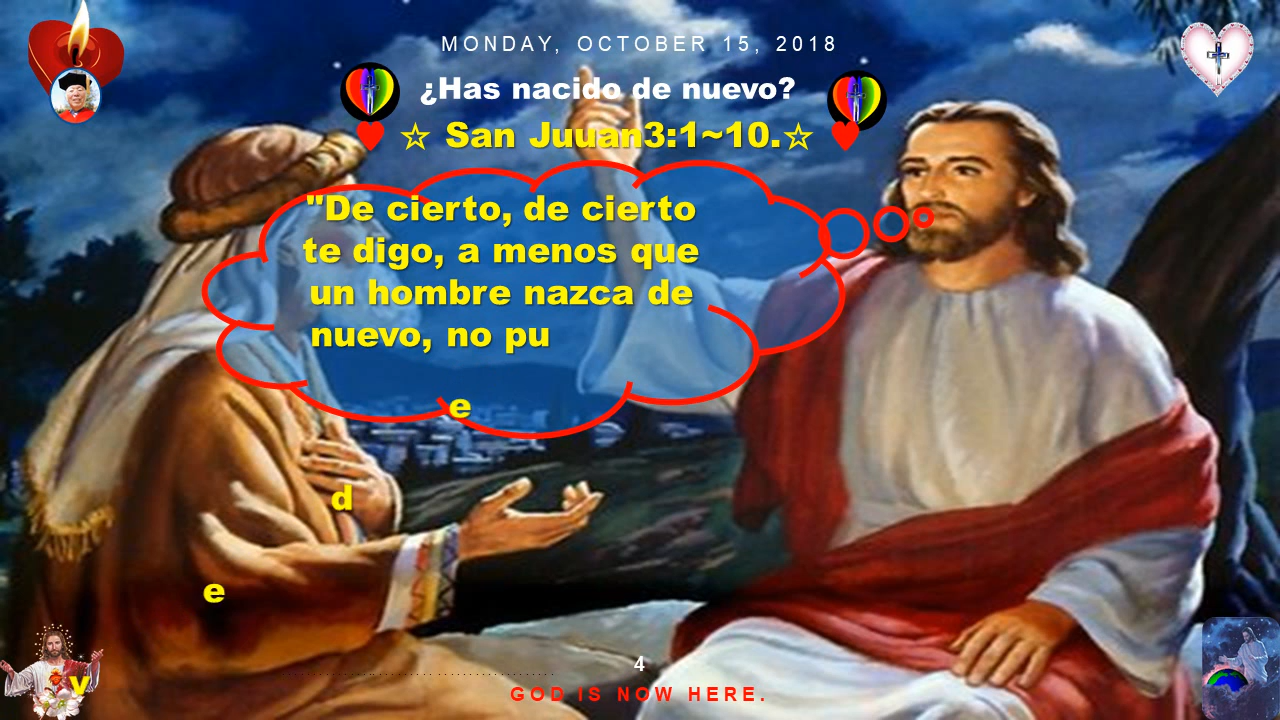 MONDAY, OCTOBER 15, 2018
¿Has nacido de nuevo?
♥ ☆ San Juuan3:1~10.☆ ♥
"De cierto, de cierto
te digo, a menos que
un hombre nazca de
nuevo, no pu
e
d
e
v
4
GOD IS NOW HERE.